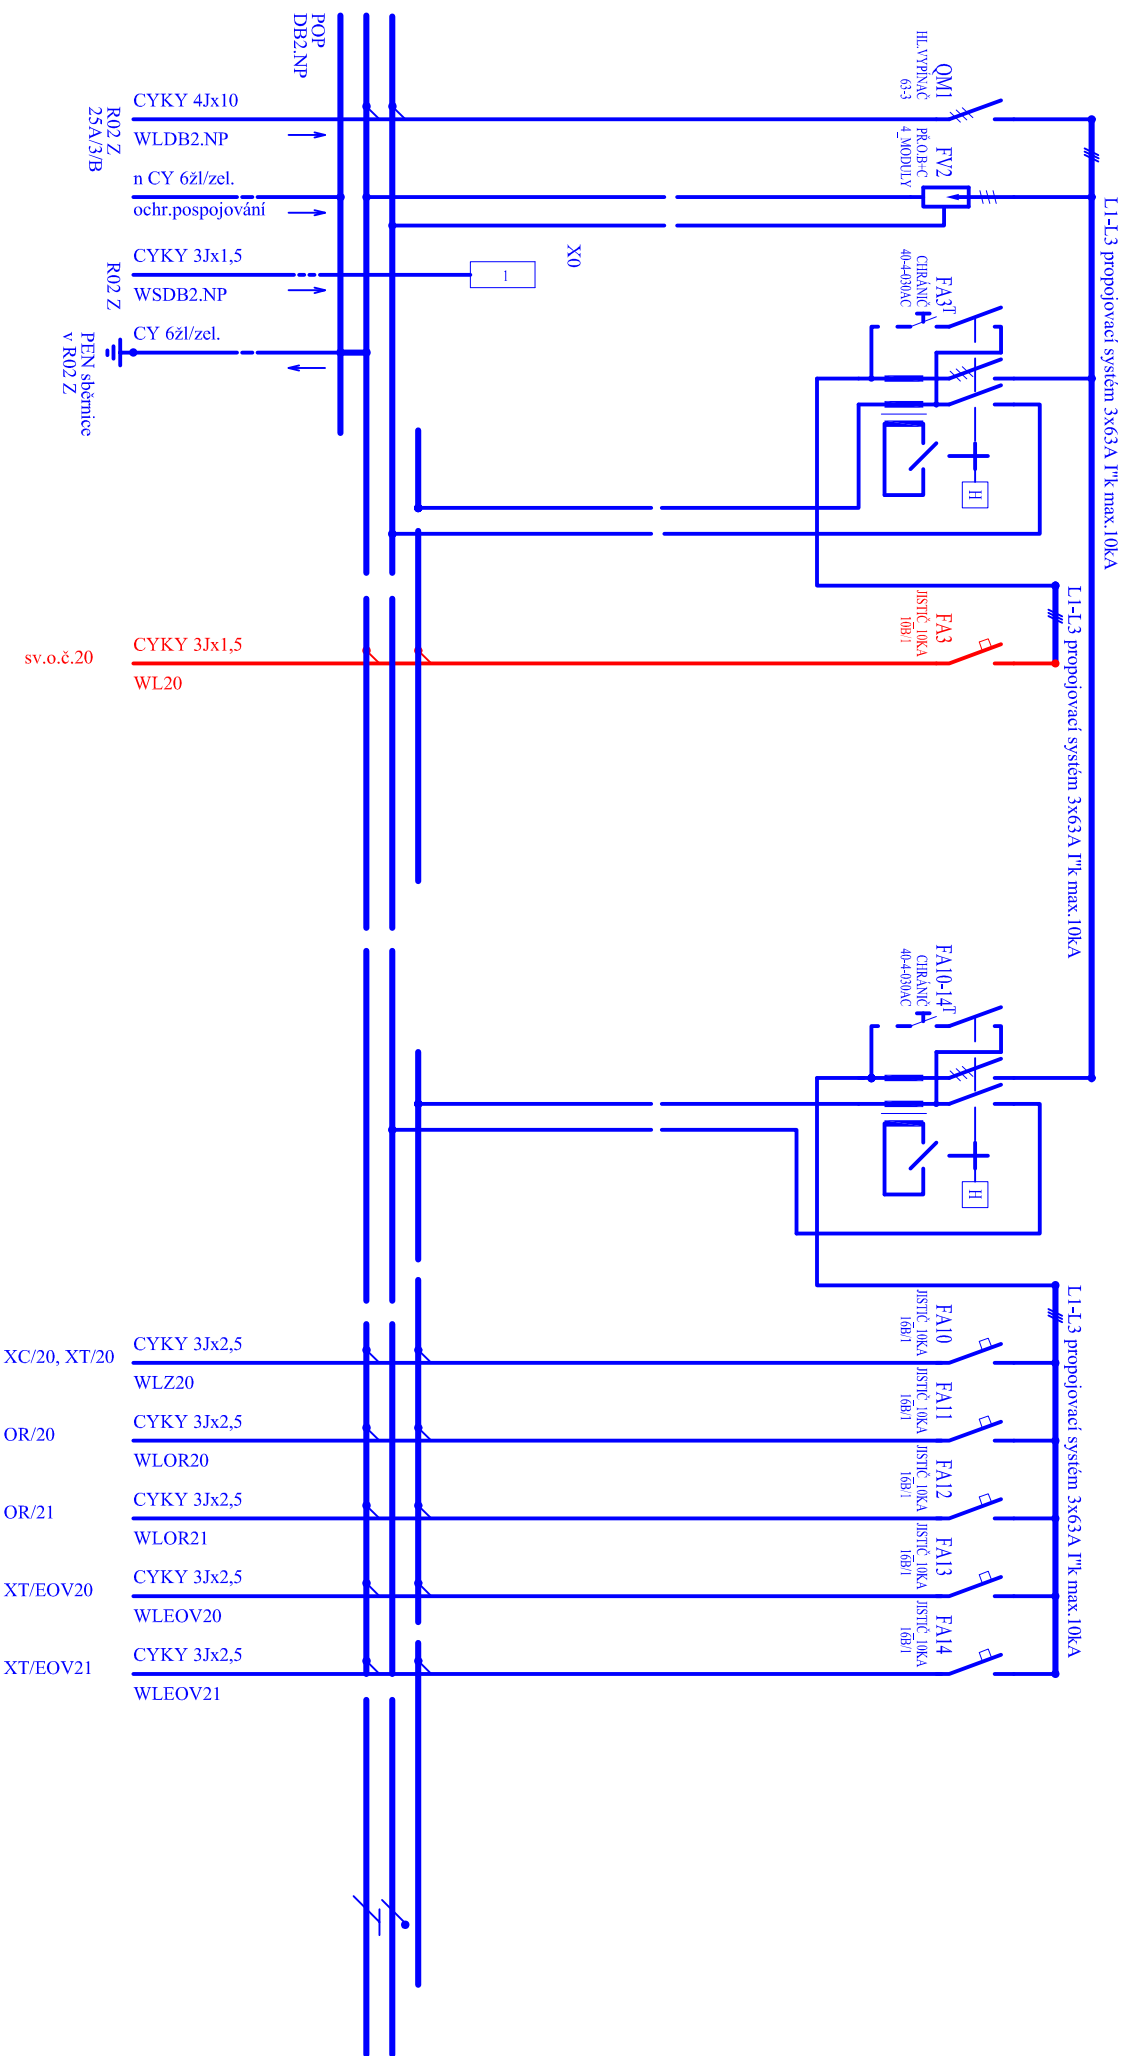 POP
DB2.NP
CYKY 4Jx10
WLDB2.NP
R02 Z
25A/3/B
n CY 6žl/zel.
ochr.pospojování
CYKY 3Jx1,5
WSDB2.NP
R02 Z
CY 6žl/zel.
PEN sběrnice
v R02 Z
X0
1
QM1
HL.VYPÍNAČ
63-3
FV2
PŘ.O.B+C
4_MODULY
L1-L3 propojovací systém 3x63A I"k max.10kA
FA3T
CHRÁNIČ
40-4-030AC
H
L1-L3 propojovací systém 3x63A I"k max.10kA
FA3
JISTIČ_10KA
10B/1
sv.o.č.20
CYKY 3Jx1,5
WL20
FA10-14T
CHRÁNIČ
40-4-030AC
H
L1-L3 propojovací systém 3x63A I"k max.10kA
FA10
JISTIČ_10KA
16B/1
XC/20, XT/20
CYKY 3Jx2,5
WLZ20
FA11
JISTIČ_10KA
16B/1
OR/20
CYKY 3Jx2,5
WLOR20
FA12
JISTIČ_10KA
16B/1
OR/21
CYKY 3Jx2,5
WLOR21
FA13
JISTIČ_10KA
16B/1
XT/EOV20
CYKY 3Jx2,5
WLEOV20
FA14
JISTIČ_10KA
16B/1
XT/EOV21
CYKY 3Jx2,5
WLEOV21